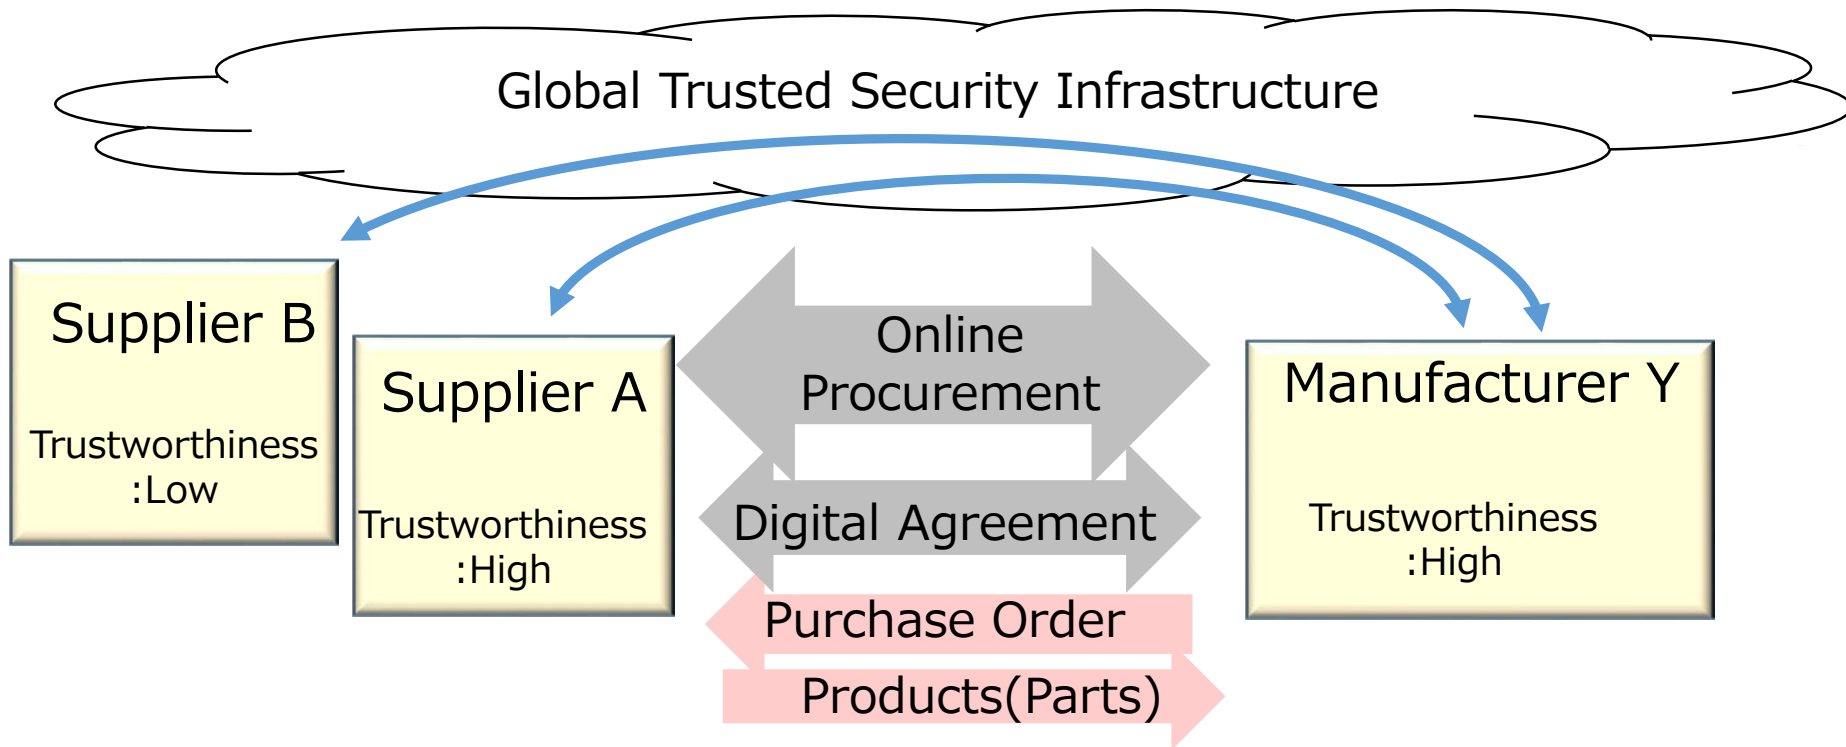 Global Trusted Security Infrastructure
Supplier B
Trustworthiness
:Low
Supplier A
Trustworthiness
:High
Online
Procurement
Digital Agreement
Purchase Order
Products(Parts)
Manufacturer Y
Trustworthiness
:High